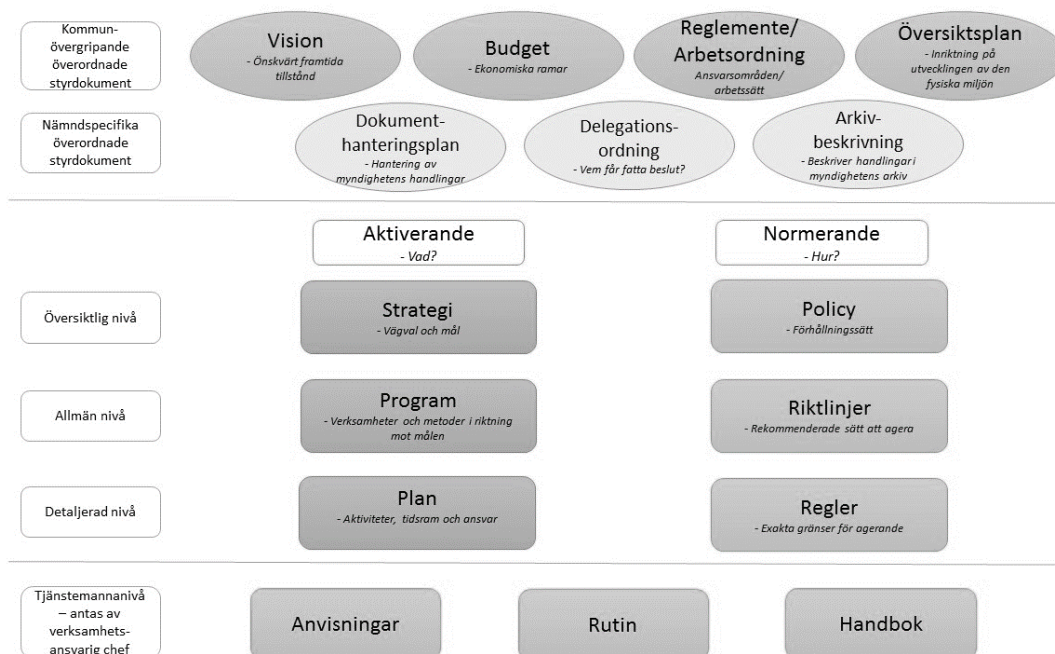 Kommun-
övergripande
överordnade
styrdokument
Vision
- Önskvärt framtida
tillstånd
Budget
- Ekonomiska ramar
Reglemente/
Arbetsordning
Ansvarsområden/
arbetssätt
Översiktsplan
- Inriktning på
utvecklingen av den
fysiska miljön
Nämndspecifika
överordnade
styrdokument
Dokument-
hanteringsplan
- Hantering av
myndighetens handlingar
Delegations-
ordning
- Vem får fatta beslut?
Arkiv-
beskrivning
- Beskriver handlingar i
myndighetens arkiv
Aktiverande
- Vad?
Normerande
- Hur?
Översiktlig nivå
Strategi
- Vägval och mål
Policy
- Förhållningssätt
Allmän nivå
Program
- Verksamheter och metoder i riktning
mot målen
Riktlinjer
- Rekommenderade sätt att agera
Detaljerad nivå
Plan
- Aktiviteter, tidsram och ansvar
Regler
- Exakta gränser för agerande
Tjänstemannanivå
– antas av
verksamhets-
ansvarig chef
Anvisningar
Rutin
Handbok